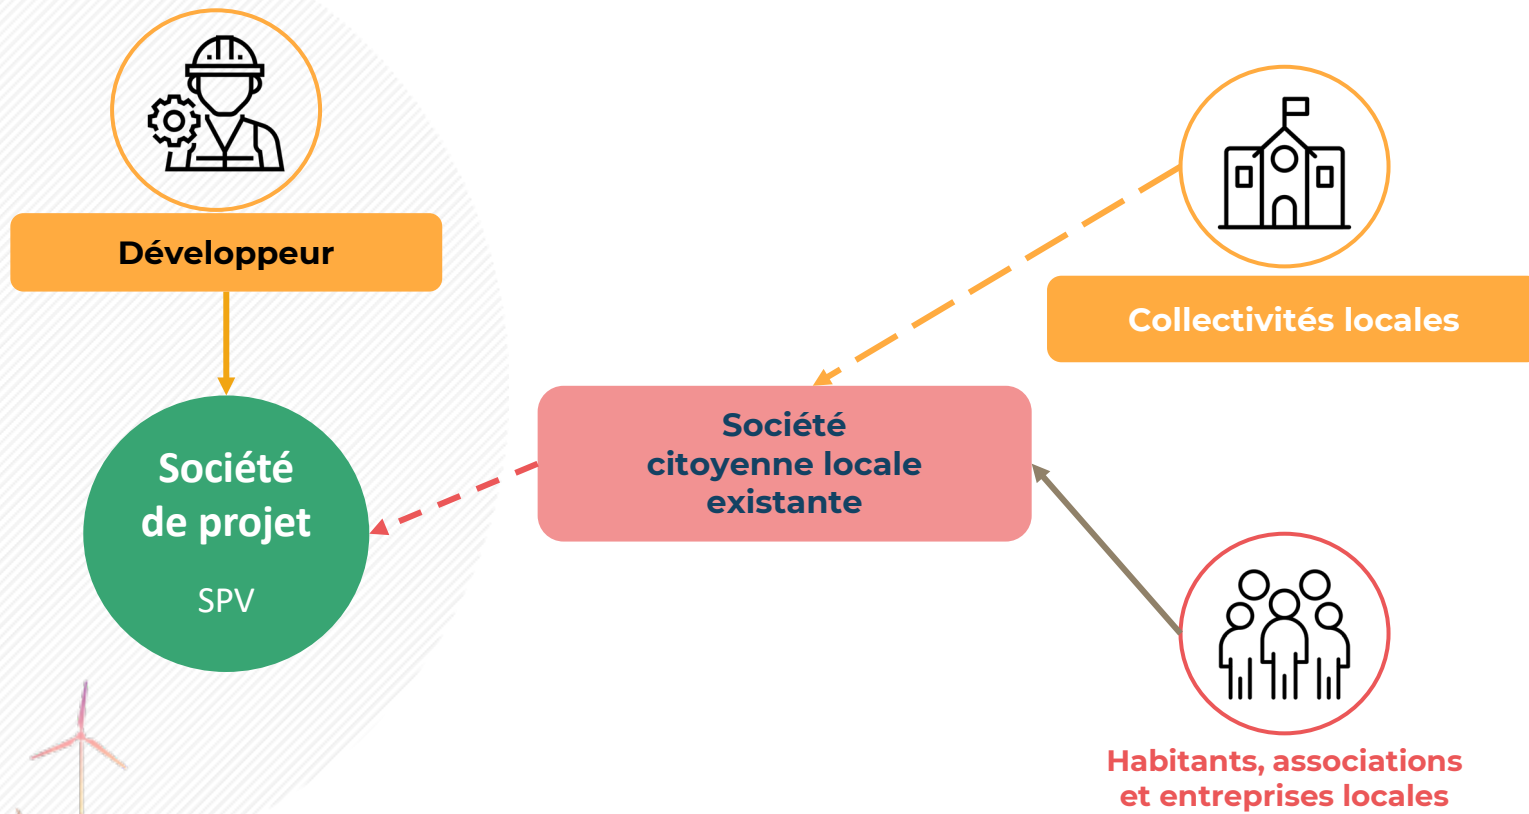 Développeur
Collectivités locales
Société
citoyenne locale
existante
Société
de projet
SPV
Habitants, associations
et entreprises locales